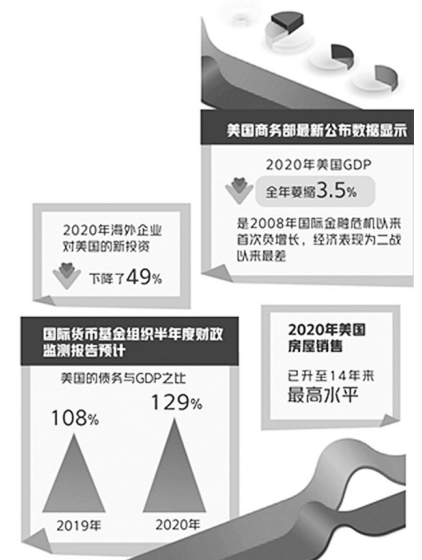 美国商务部最新公布数据显示
2020年美国GDP
全年萎缩3.5%
是2008年国际金融危机以来
首次负增长，经济表现为二战
以来最差
2020年海外企业
对美国的新投资
下降了49%
国际货币基金组织半年度财政
监测报告预计
美国的债务与GDP之比
108%
129%
2019年
2020年
2020年美国
房屋销售
已升至14年来
最高水平